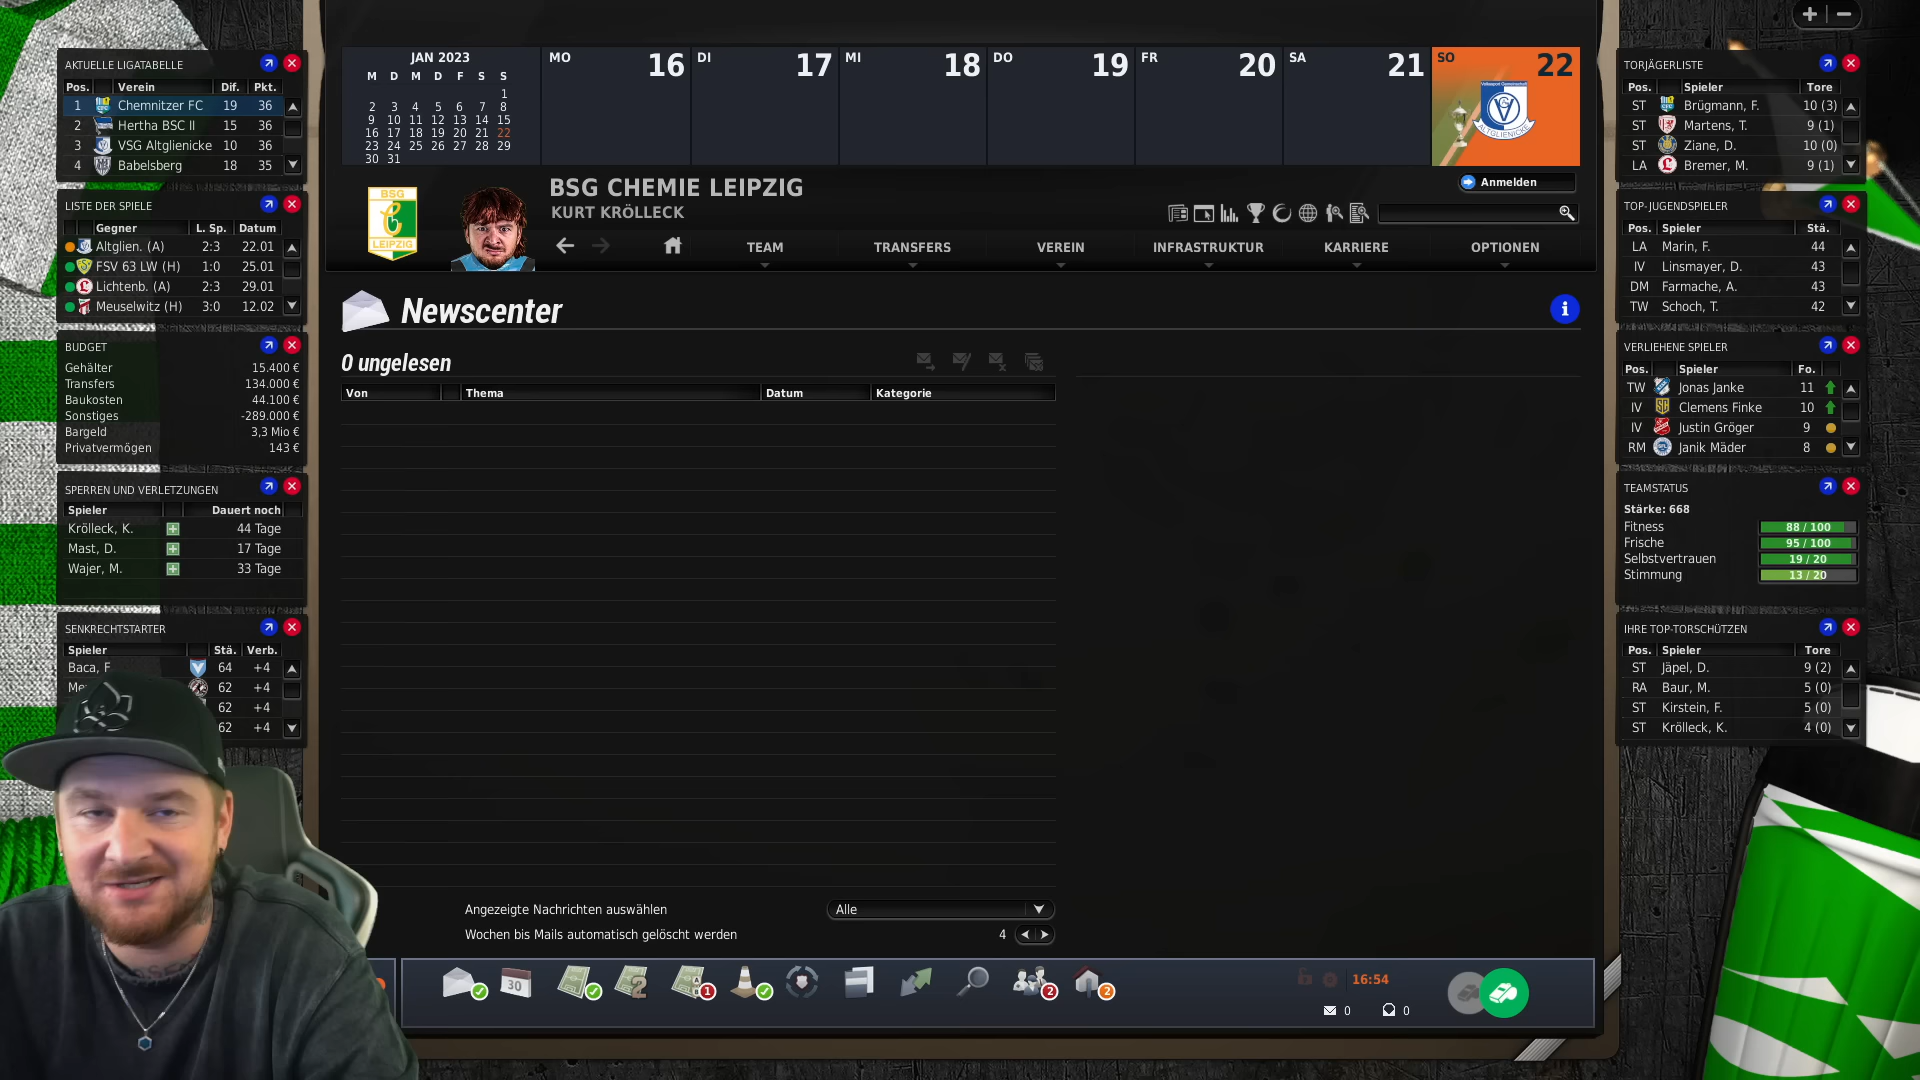 AKTUELLE LIGATABELLE
Pos. Verein Dif. Pkt.
1 Chemnitzer FC 19 36
2 Hertha BSC II 15 36
3 VSG Altglienicke 10 36
4 Babelsberg 18 35
LISTE DER SPIELE
Gegner L. Sp. Datum
Altglien. (A) 2:3 22.01
FSV 63 LW (H) 1:0 25.01
Lichtenb. (A) 2:3 29.01
Meuselwitz (H) 3:0 12.02
BUDGET
Gehälter 15.400 €
Transfers 134.000 €
Baukosten 44.100 €
Sonstiges -289.000 €
Bargeld 3,3 Mio €
Privatvermögen 143 €
SPERREN UND VERLETZUNGEN
Spieler Dauert noch
Krölleck, K. 44 Tage
Mast, D. 17 Tage
Wajer, M. 33 Tage
SENKRECHTSTARTER
Spieler Stä. Verb.
Baca, F 64 +4
62 +4
62 +4
62 +4
JAN 2023
M D M D F S S
1
2 3 4 5 6 7 8
9 10 11 12 13 14 15
16 17 18 19 20 21 22
23 24 25 26 27 28 29
30 31
MO 16
DI 17
MI 18
DO 19
FR 20
SA 21
SO 22
ALTGLIENICKE
BSG
LEIPZIG
BSG CHEMIE LEIPZIG
KURT KRÖLLECK
Anmelden
TEAM TRANSFERS VEREIN INFRASTRUKTUR KARRIERE OPTIONEN
Newscenter
0 ungelesen
Von Thema Datum Kategorie
Angezeigte Nachrichten auswählen Alle
Wochen bis Mails automatisch gelöscht werden 4
30 2 1 2 2
16:54
0 0
TORJÄGERLISTE
Pos. Spieler Tore
ST Brügmann, F. 10 (3)
ST Martens, T. 9 (1)
ST Ziane, D. 10 (0)
LA Bremer, M. 9 (1)
TOP-JUGENDSPIELER
Pos. Spieler Stä.
LA Marin, F. 44
IV Linsmayer, D. 43
DM Farmache, A. 43
TW Schoch, T. 42
VERLIEHENE SPIELER
Pos. Spieler Fo.
TW Jonas Janke 11
IV Clemens Finke 10
IV Justin Gröger 9
RM Janik Mäder 8
TEAMSTATUS
Stärke: 668
Fitness 88 / 100
Frische 95 / 100
Selbstvertrauen 19 / 20
Stimmung 13 / 20
IHRE TOP-TORSCHÜTZEN
Pos. Spieler Tore
ST Jäpel, D. 9 (2)
RA Baur, M. 5 (0)
ST Kirstein, F. 5 (0)
ST Krölleck, K. 4 (0)